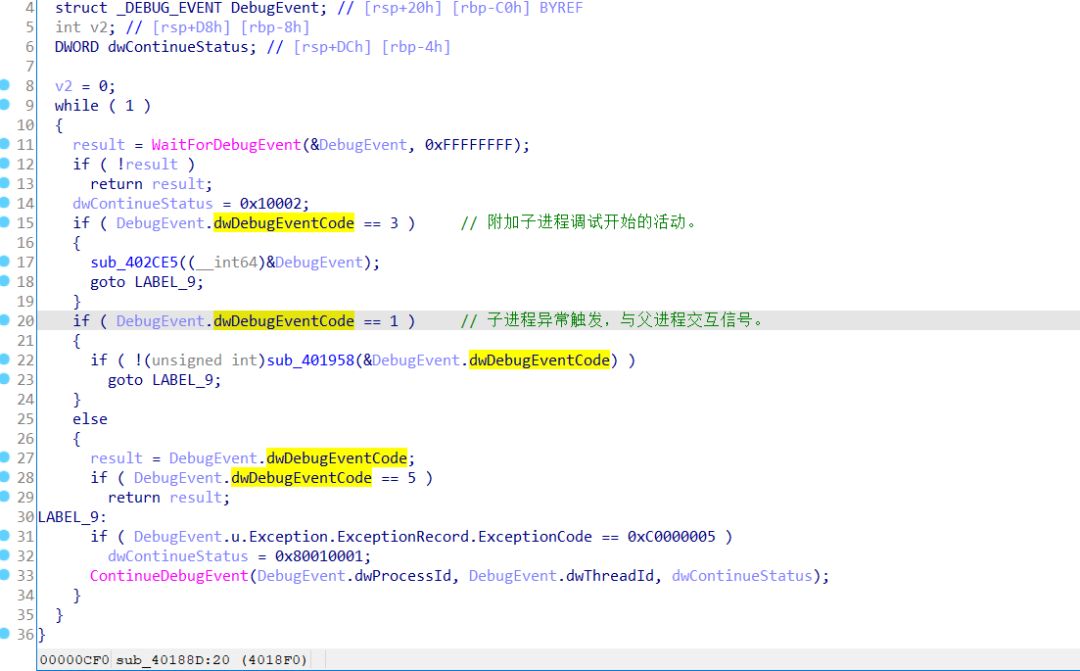 4 struct _DEBUG_EVENT DebugEvent; // [rsp+20h] [rbp-C0h] BYREF
5 int v2; // [rsp+D8h] [rbp-8h]
6 DWORD dwContinueStatus; // [rsp+DCh] [rbp-4h]
7
8 v2 = 0;
9 while ( 1 )
10 {
11 result = WaitForDebugEvent(&DebugEvent, 0xFFFFFFFF);
12 if ( !result )
13 return result;
14 dwContinueStatus = 0x10002;
15 if ( DebugEvent.dwDebugEventCode == 3 ) // 附加子进程调试开始的活动。
16 {
17 sub_402CE5((__int64)&DebugEvent);
18 goto LABEL_9;
19 }
20 if ( DebugEvent.dwDebugEventCode == 1 ) // 子进程异常触发，与父进程交互信号。
21 {
22 if ( !(unsigned int)sub_401958(&DebugEvent.dwDebugEventCode) )
23 goto LABEL_9;
24 }
25 else
26 {
27 result = DebugEvent.dwDebugEventCode;
28 if ( DebugEvent.dwDebugEventCode == 5 )
29 return result;
30 LABEL_9:
31 if ( DebugEvent.u.Exception.ExceptionRecord.ExceptionCode == 0xC0000005 )
32 dwContinueStatus = 0x80010001;
33 ContinueDebugEvent(DebugEvent.dwProcessId, DebugEvent.dwThreadId, dwContinueStatus);
34 }
35 }
36 }
00000CF0 sub_40188D:20 (4018F0)